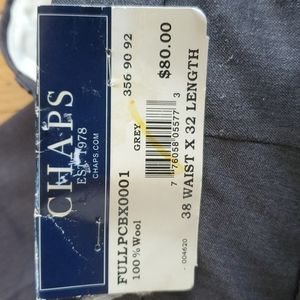 CHAPS
EST. 1978
CHAPS.COM
356 90 92
GREY
FULLPCBX0001
100% Wool
$80.00
7 76058 05577 3
38 WAIST X 32 LENGTH
- 004620